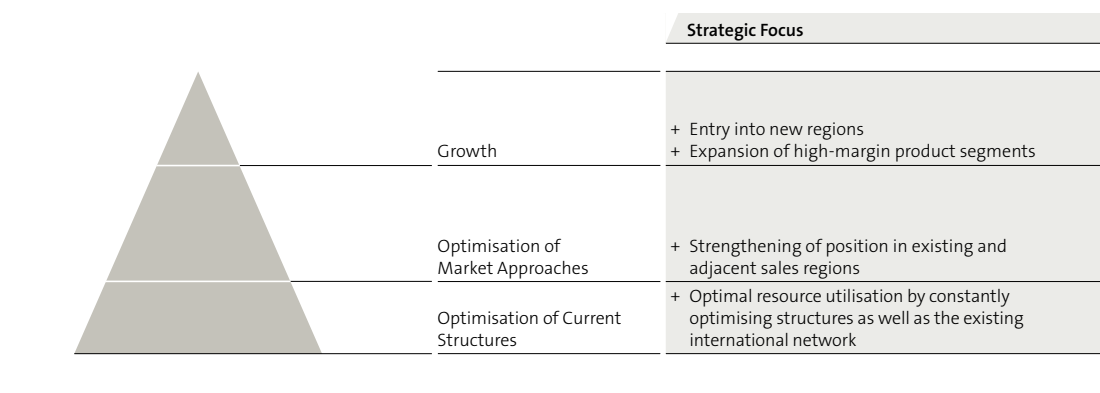 Strategic Focus
Growth
+ Entry into new regions
+ Expansion of high-margin product segments
Optimisation of
Market Approaches
+ Strengthening of position in existing and
adjacent sales regions
Optimisation of Current
Structures
+ Optimal resource utilisation by constantly
optimising structures as well as the existing
international network